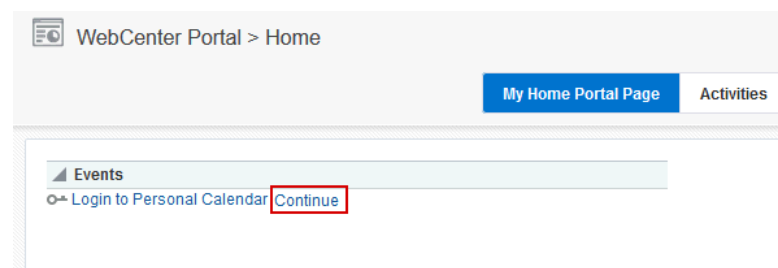 WebCenter Portal > Home
My Home Portal Page Activities
Events
Login to Personal Calendar Continue